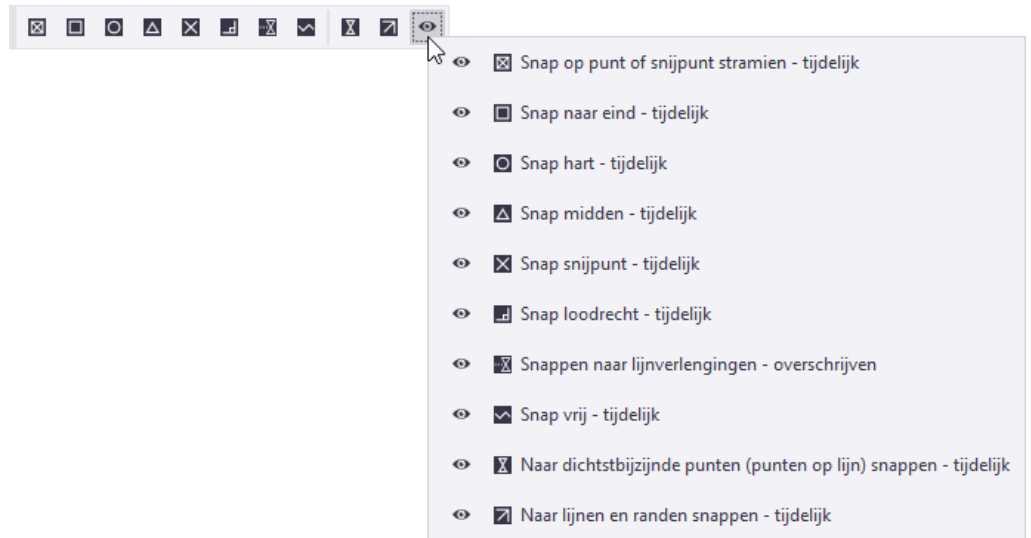 Snap op punt of snijpunt stramien - tijdelijk
Snap naar eind - tijdelijk
Snap hart - tijdelijk
Snap midden - tijdelijk
Snap snijpunt - tijdelijk
Snap loodrecht - tijdelijk
Snappen naar lijnverlengingen - overschrijven
Snap vrij - tijdelijk
Naar dichtstbijzijnde punten (punten op lijn) snappen - tijdelijk
Naar lijnen en randen snappen - tijdelijk